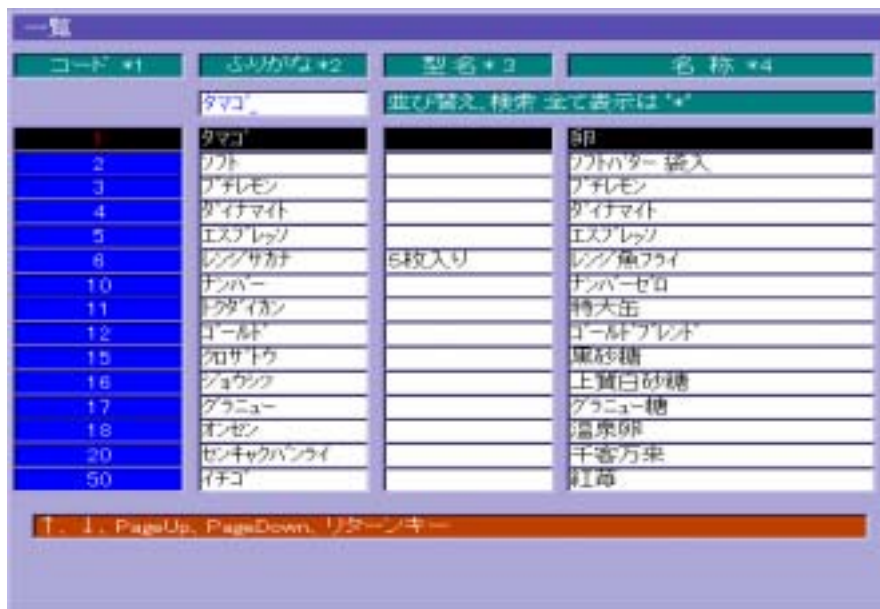 一覧
コード *1 ふりがな*2 型名*3 名称*4
タマゴ_ 並び替え、検索 全て表示は '*'
1 タマゴ 卵
2 ソフト ソフトバター 袋入
3 プチレモン プチレモン
4 ダイナマイト ダイナマイト
5 エスプレッソ エスプレッソ
6 レンジサカナ 5枚入り レンジ魚フライ
10 ナンバー ナンバーゼロ
11 トクダイカン 特大缶
12 ゴールド ゴールドブレンド
15 クロザトウ 黒砂糖
16 ジョウシツ 上質白砂糖
17 グラニュー グラニュー糖
18 オンセン 温泉卵
20 センキャクバンライ 千客万来
50 イチゴ 紅苺
↑、↓、PageUp、PageDown、リターンキー